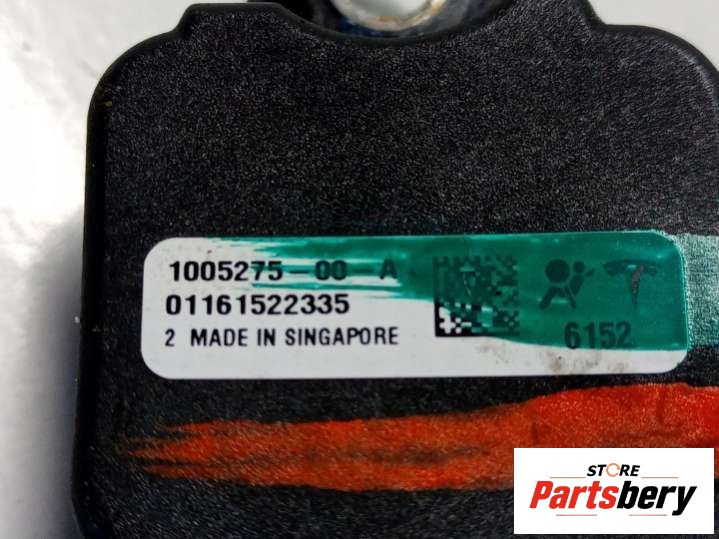 1005275-00-A
01161522335
2 MADE IN SINGAPORE
6152
STORE
Partsbery